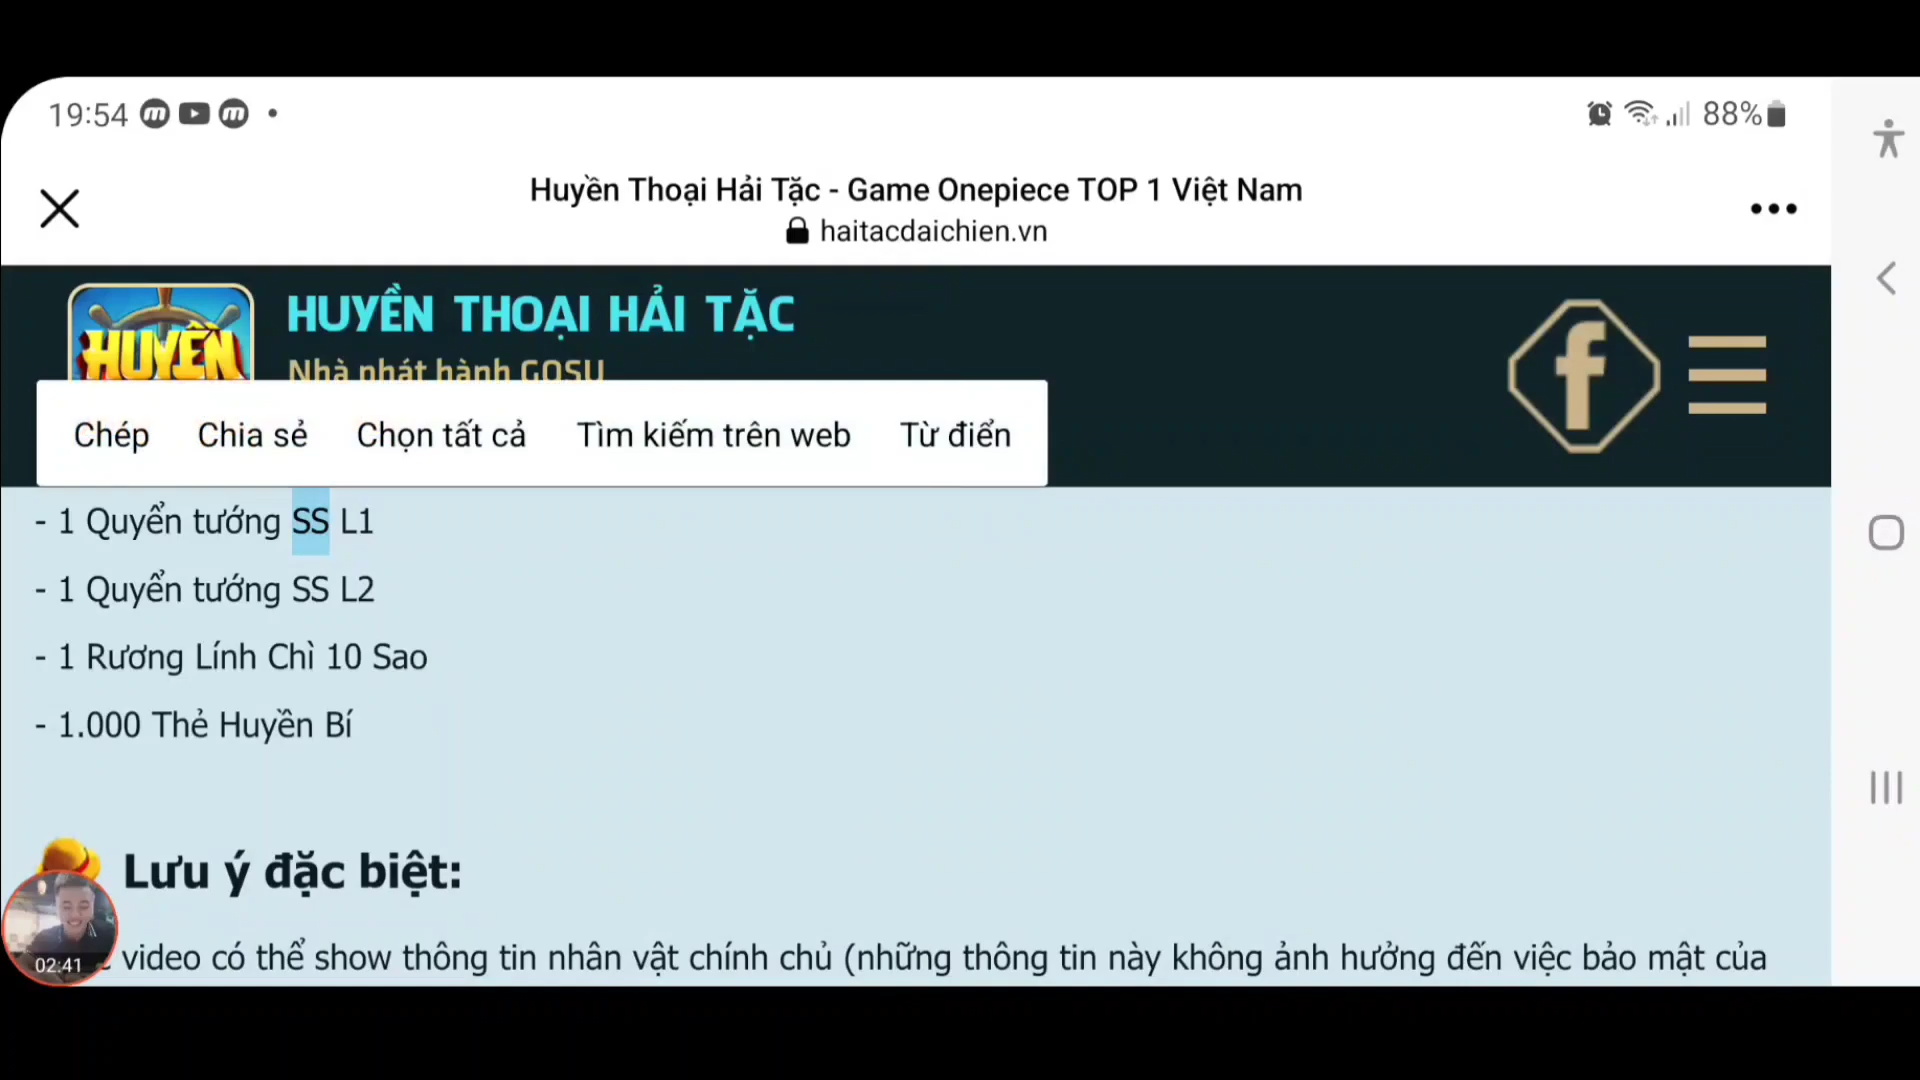 19:54
88%
Huyền Thoại Hải Tặc - Game Onepiece TOP 1 Việt Nam
haitacdaichien.vn
HUYỀN
HUYỀN THOẠI HẢI TẶC
Nhà phát hành GOSU
Chép Chia sẻ Chọn tất cả Tìm kiếm trên web Từ điển
- 1 Quyển tướng SS L1
- 1 Quyển tướng SS L2
- 1 Rương Lính Chì 10 Sao
- 1.000 Thẻ Huyền Bí
Lưu ý đặc biệt:
video có thể show thông tin nhân vật chính chủ (những thông tin này không ảnh hưởng đến việc bảo mật của
02:41